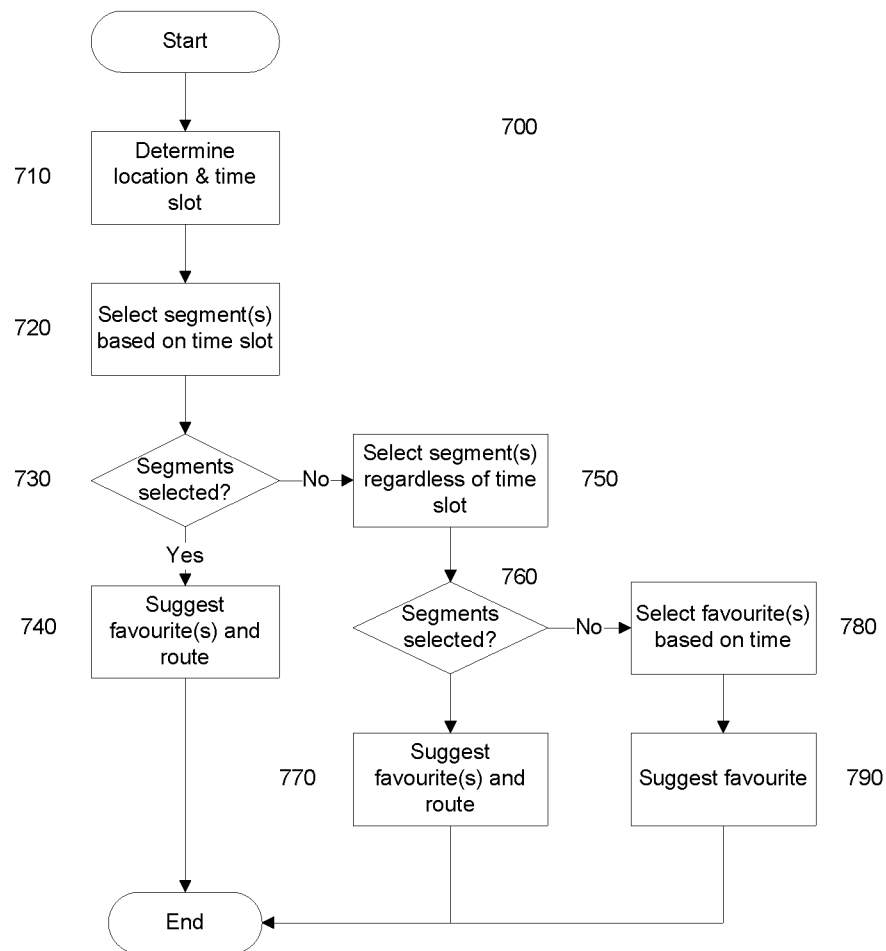 Start
700
710
Determine
location & time
slot
720
Select segment(s)
based on time slot
730
Segments
selected?
No
Select segment(s)
regardless of time
slot
750
Yes
740
Suggest
favourite(s) and
route
760
Segments
selected?
No
Select favourite(s)
based on time
780
770
Suggest
favourite(s) and
route
Suggest favourite
790
End